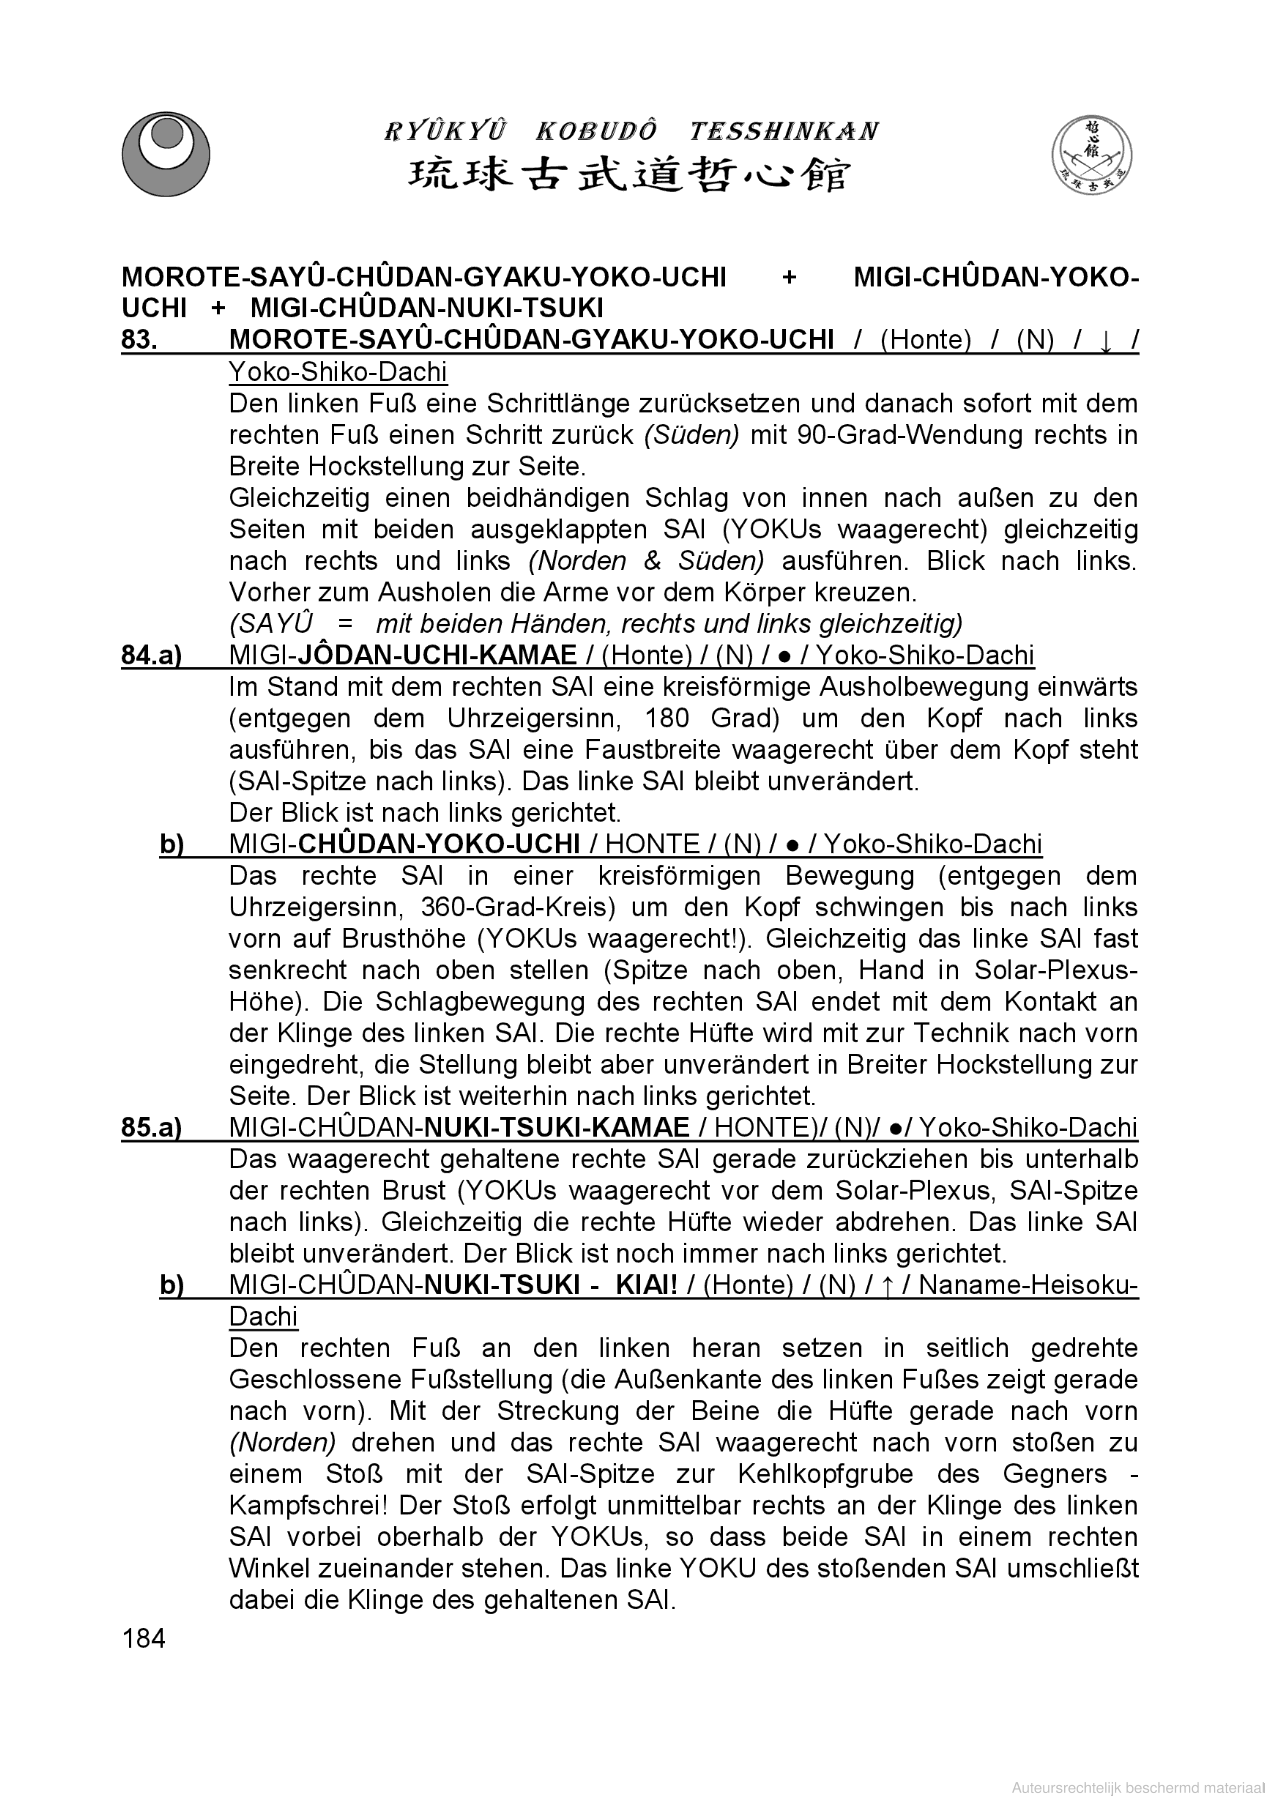 RYÛKYÛ KOBUDÔ TESSHINKAN
琉球古武道哲心館
哲心館
琉球古武道
MOROTE-SAYÛ-CHÛDAN-GYAKU-YOKO-UCHI + MIGI-CHÛDAN-YOKO-
UCHI + MIGI-CHÛDAN-NUKI-TSUKI
83. MOROTE-SAYÛ-CHÛDAN-GYAKU-YOKO-UCHI / (Honte) / (N) / ↓ /
Yoko-Shiko-Dachi
Den linken Fuß eine Schrittlänge zurücksetzen und danach sofort mit dem
rechten Fuß einen Schritt zurück (Süden) mit 90-Grad-Wendung rechts in
Breite Hockstellung zur Seite.
Gleichzeitig einen beidhändigen Schlag von innen nach außen zu den
Seiten mit beiden ausgeklappten SAI (YOKUs waagerecht) gleichzeitig
nach rechts und links (Norden & Süden) ausführen. Blick nach links.
Vorher zum Ausholen die Arme vor dem Körper kreuzen.
(SAYÛ = mit beiden Händen, rechts und links gleichzeitig)
84.a) MIGI-JÔDAN-UCHI-KAMAE / (Honte) / (N) / ● / Yoko-Shiko-Dachi
Im Stand mit dem rechten SAI eine kreisförmige Ausholbewegung einwärts
(entgegen dem Uhrzeigersinn, 180 Grad) um den Kopf nach links
ausführen, bis das SAI eine Faustbreite waagerecht über dem Kopf steht
(SAI-Spitze nach links). Das linke SAI bleibt unverändert.
Der Blick ist nach links gerichtet.
b) MIGI-CHÛDAN-YOKO-UCHI / HONTE / (N) / ● / Yoko-Shiko-Dachi
Das rechte SAI in einer kreisförmigen Bewegung (entgegen dem
Uhrzeigersinn, 360-Grad-Kreis) um den Kopf schwingen bis nach links
vorn auf Brusthöhe (YOKUs waagerecht!). Gleichzeitig das linke SAI fast
senkrecht nach oben stellen (Spitze nach oben, Hand in Solar-Plexus-
Höhe). Die Schlagbewegung des rechten SAI endet mit dem Kontakt an
der Klinge des linken SAI. Die rechte Hüfte wird mit zur Technik nach vorn
eingedreht, die Stellung bleibt aber unverändert in Breiter Hockstellung zur
Seite. Der Blick ist weiterhin nach links gerichtet.
85.a) MIGI-CHÛDAN-NUKI-TSUKI-KAMAE / HONTE)/ (N)/ ●/ Yoko-Shiko-Dachi
Das waagerecht gehaltene rechte SAI gerade zurückziehen bis unterhalb
der rechten Brust (YOKUs waagerecht vor dem Solar-Plexus, SAI-Spitze
nach links). Gleichzeitig die rechte Hüfte wieder abdrehen. Das linke SAI
bleibt unverändert. Der Blick ist noch immer nach links gerichtet.
b) MIGI-CHÛDAN-NUKI-TSUKI - KIAI! / (Honte) / (N) / ↑ / Naname-Heisoku-
Dachi
Den rechten Fuß an den linken heran setzen in seitlich gedrehte
Geschlossene Fußstellung (die Außenkante des linken Fußes zeigt gerade
nach vorn). Mit der Streckung der Beine die Hüfte gerade nach vorn
(Norden) drehen und das rechte SAI waagerecht nach vorn stoßen zu
einem Stoß mit der SAI-Spitze zur Kehlkopfgrube des Gegners -
Kampfschrei! Der Stoß erfolgt unmittelbar rechts an der Klinge des linken
SAI vorbei oberhalb der YOKUs, so dass beide SAI in einem rechten
Winkel zueinander stehen. Das linke YOKU des stoßenden SAI umschließt
dabei die Klinge des gehaltenen SAI.
184
Auteursrechtelijk beschermd materiaal